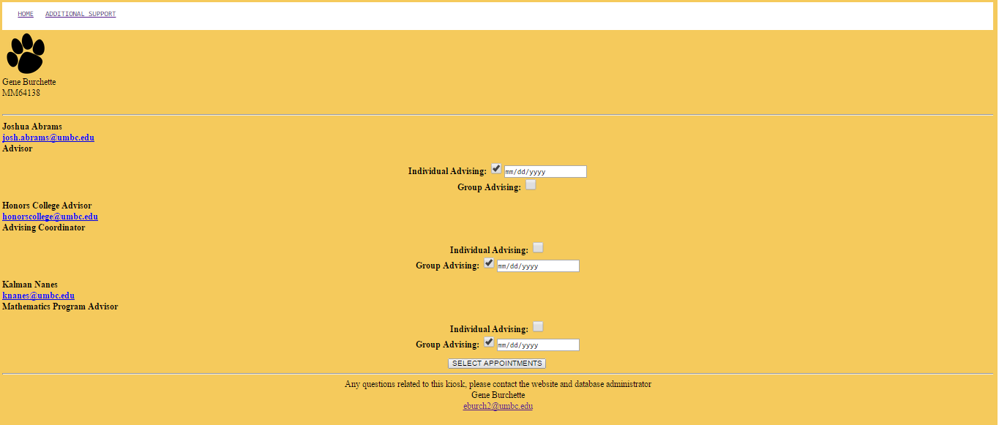 HOME ADDITIONAL SUPPORT
Gene Burchette
MM64138
Joshua Abrams
josh.abrams@umbc.edu
Advisor
Individual Advising: mm/dd/yyyy
Group Advising:
Honors College Advisor
honorscollege@umbc.edu
Advising Coordinator
Individual Advising:
Group Advising: mm/dd/yyyy
Kalman Nanes
knanes@umbc.edu
Mathematics Program Advisor
Individual Advising:
Group Advising: mm/dd/yyyy
SELECT APPOINTMENTS
Any questions related to this kiosk, please contact the website and database administrator
Gene Burchette
eburch2@umbc.edu